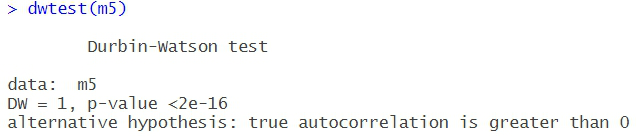 > dwtest(m5)
Durbin-Watson test
data:  m5
DW = 1, p-value <2e-16
alternative hypothesis: true autocorrelation is greater than 0